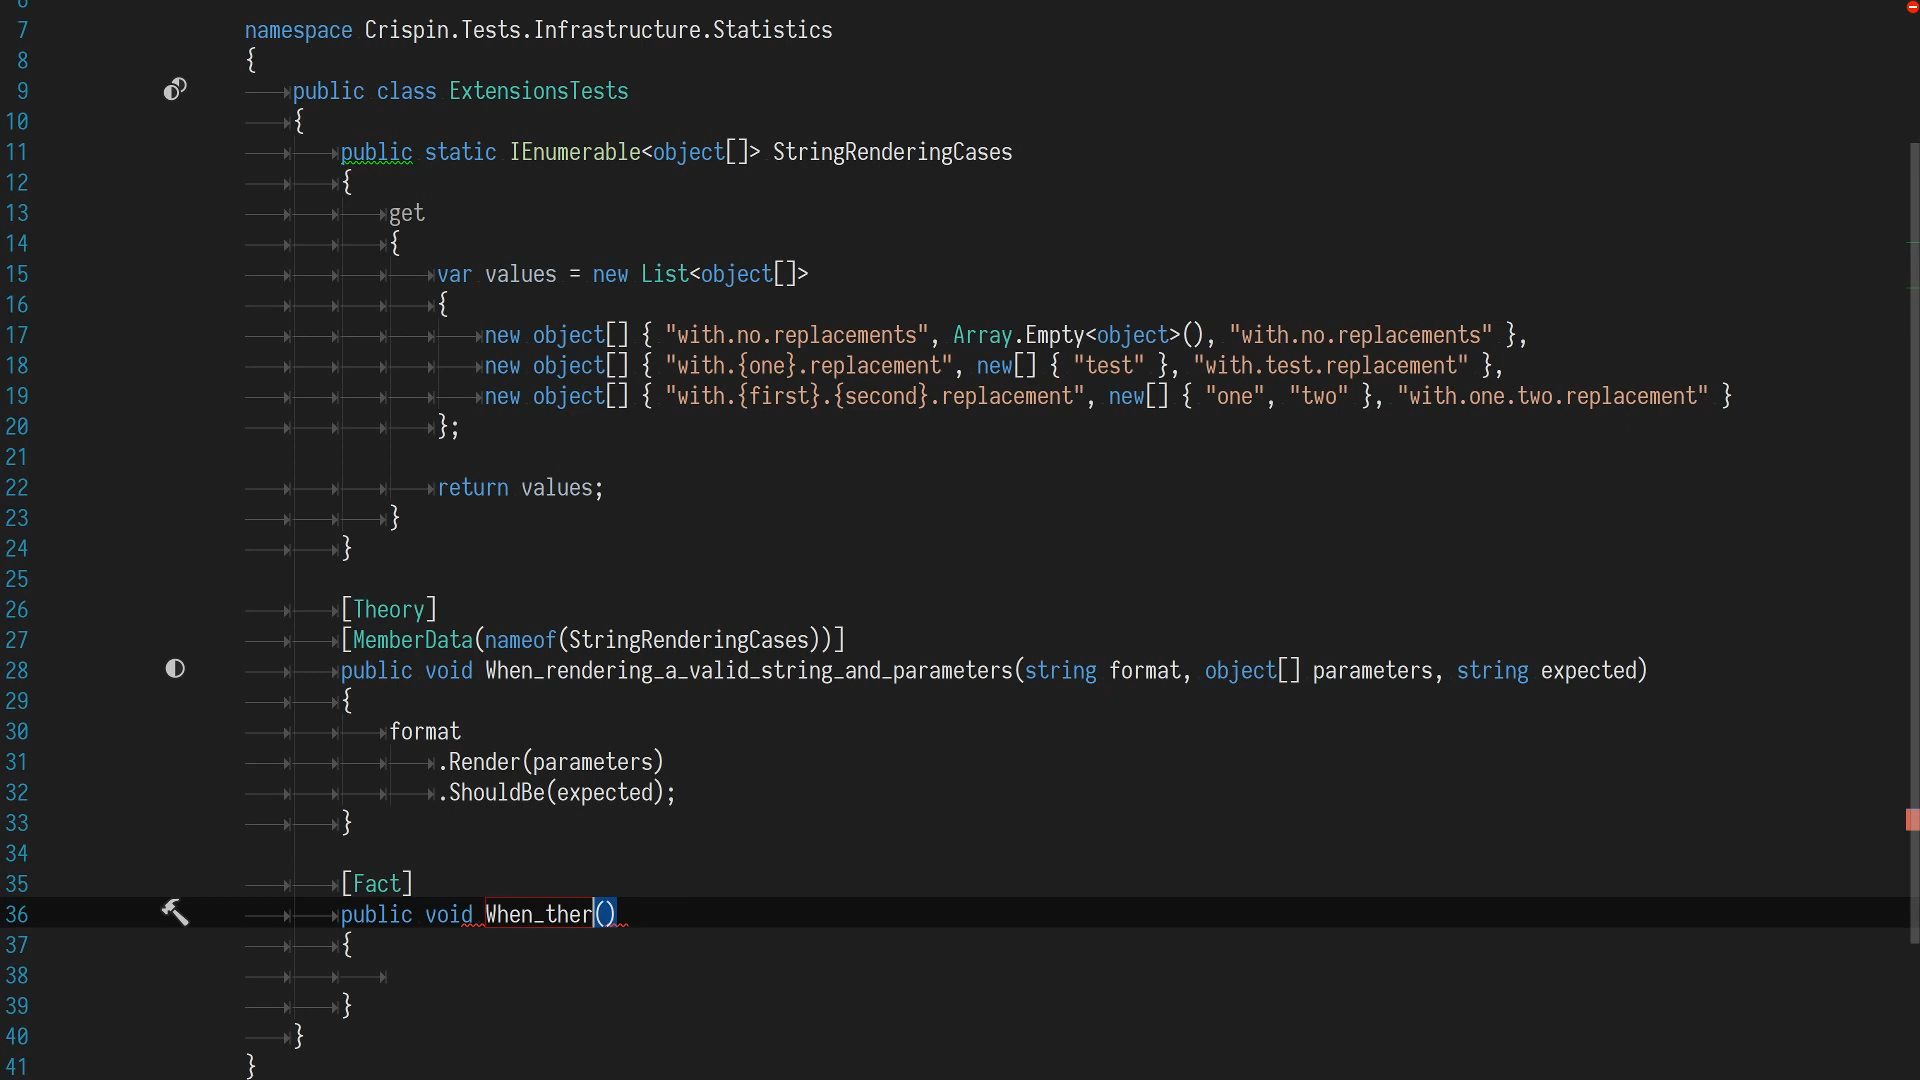 6
7 namespace Crispin.Tests.Infrastructure.Statistics
8 {
9 public class ExtensionsTests
10 {
11 public static IEnumerable<object[]> StringRenderingCases
12 {
13 get
14 {
15 var values = new List<object[]>
16 {
17 new object[] { "with.no.replacements", Array.Empty<object>(), "with.no.replacements" },
18 new object[] { "with.{one}.replacement", new[] { "test" }, "with.test.replacement" },
19 new object[] { "with.{first}.{second}.replacement", new[] { "one", "two" }, "with.one.two.replacement" }
20 };
21
22 return values;
23 }
24 }
25
26 [Theory]
27 [MemberData(nameof(StringRenderingCases))]
28 public void When_rendering_a_valid_string_and_parameters(string format, object[] parameters, string expected)
29 {
30 format
31 .Render(parameters)
32 .ShouldBe(expected);
33 }
34
35 [Fact]
36 public void When_ther()
37 {
38
39 }
40 }
41 }